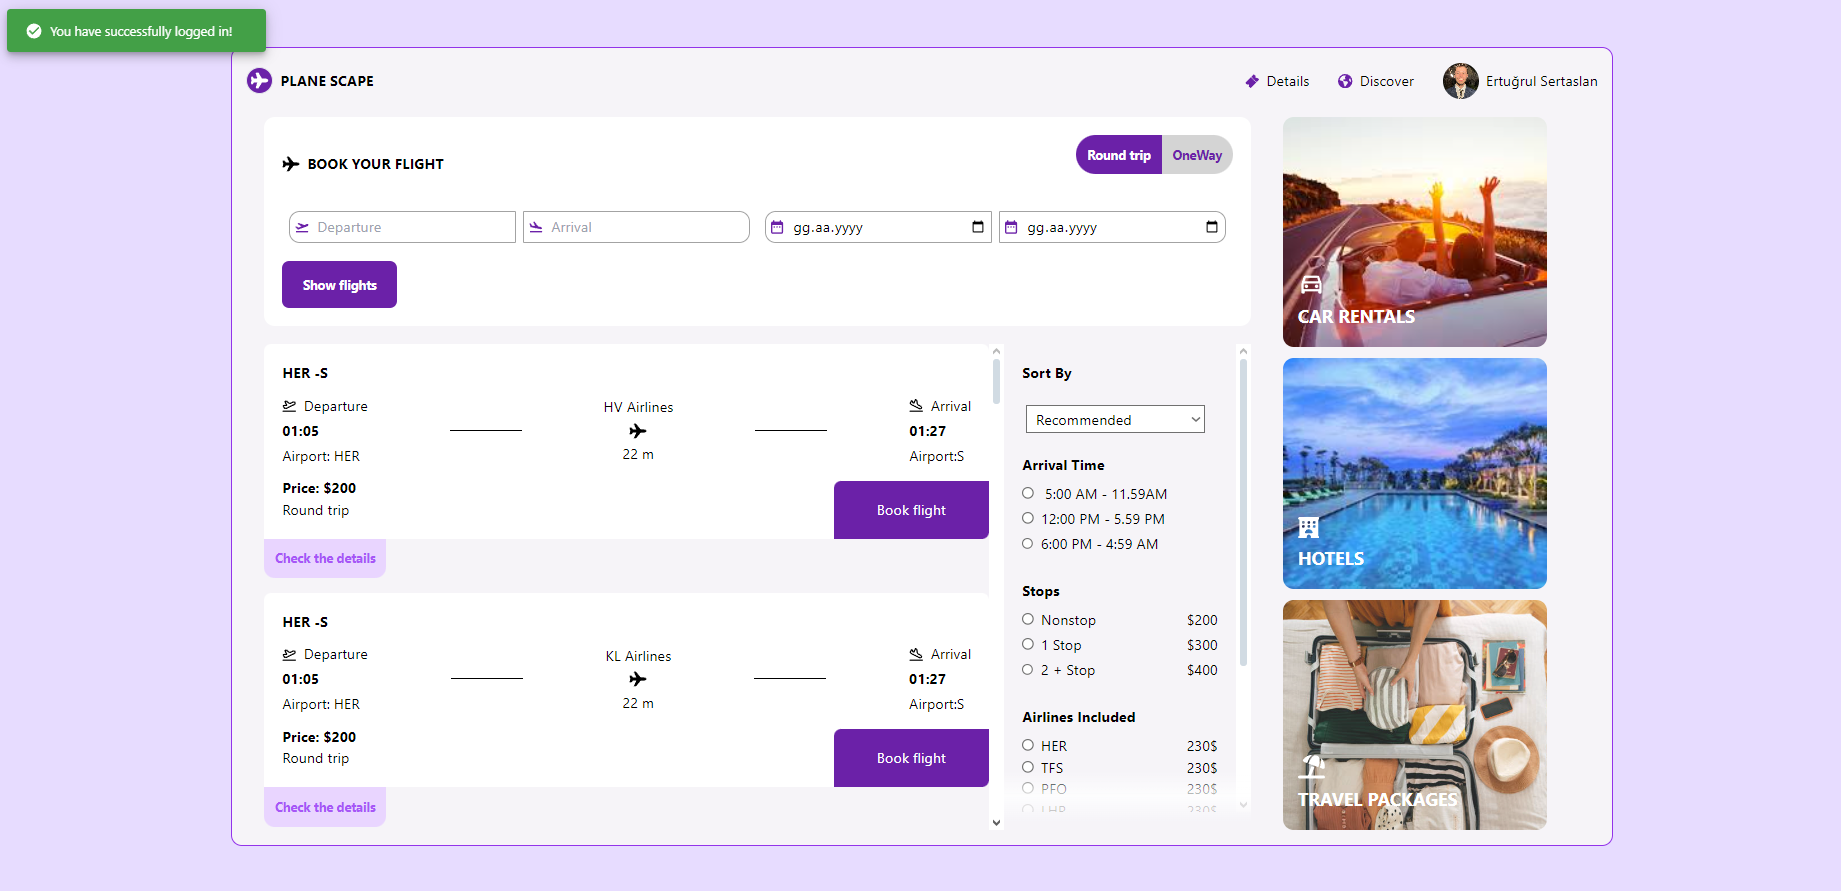 You have successfully logged in!
PLANE SCAPE
Details
Discover
Ertuğrul Sertaslan
BOOK YOUR FLIGHT
Round trip
OneWay
Departure
Arrival
gg.aa.yyyy
gg.aa.yyyy
Show flights
HER -S
Departure
01:05
Airport: HER
HV Airlines
22 m
Arrival
01:27
Airport:S
Price: $200
Round trip
Book flight
Check the details
HER -S
Departure
01:05
Airport: HER
KL Airlines
22 m
Arrival
01:27
Airport:S
Price: $200
Round trip
Book flight
Check the details
Sort By
Recommended
Arrival Time
5:00 AM - 11.59AM
12:00 PM - 5.59 PM
6:00 PM - 4:59 AM
Stops
Nonstop $200
1 Stop $300
2 + Stop $400
Airlines Included
HER 230$
TFS 230$
PFO 230$
LHR 230$
CAR RENTALS
HOTELS
TRAVEL PACKAGES